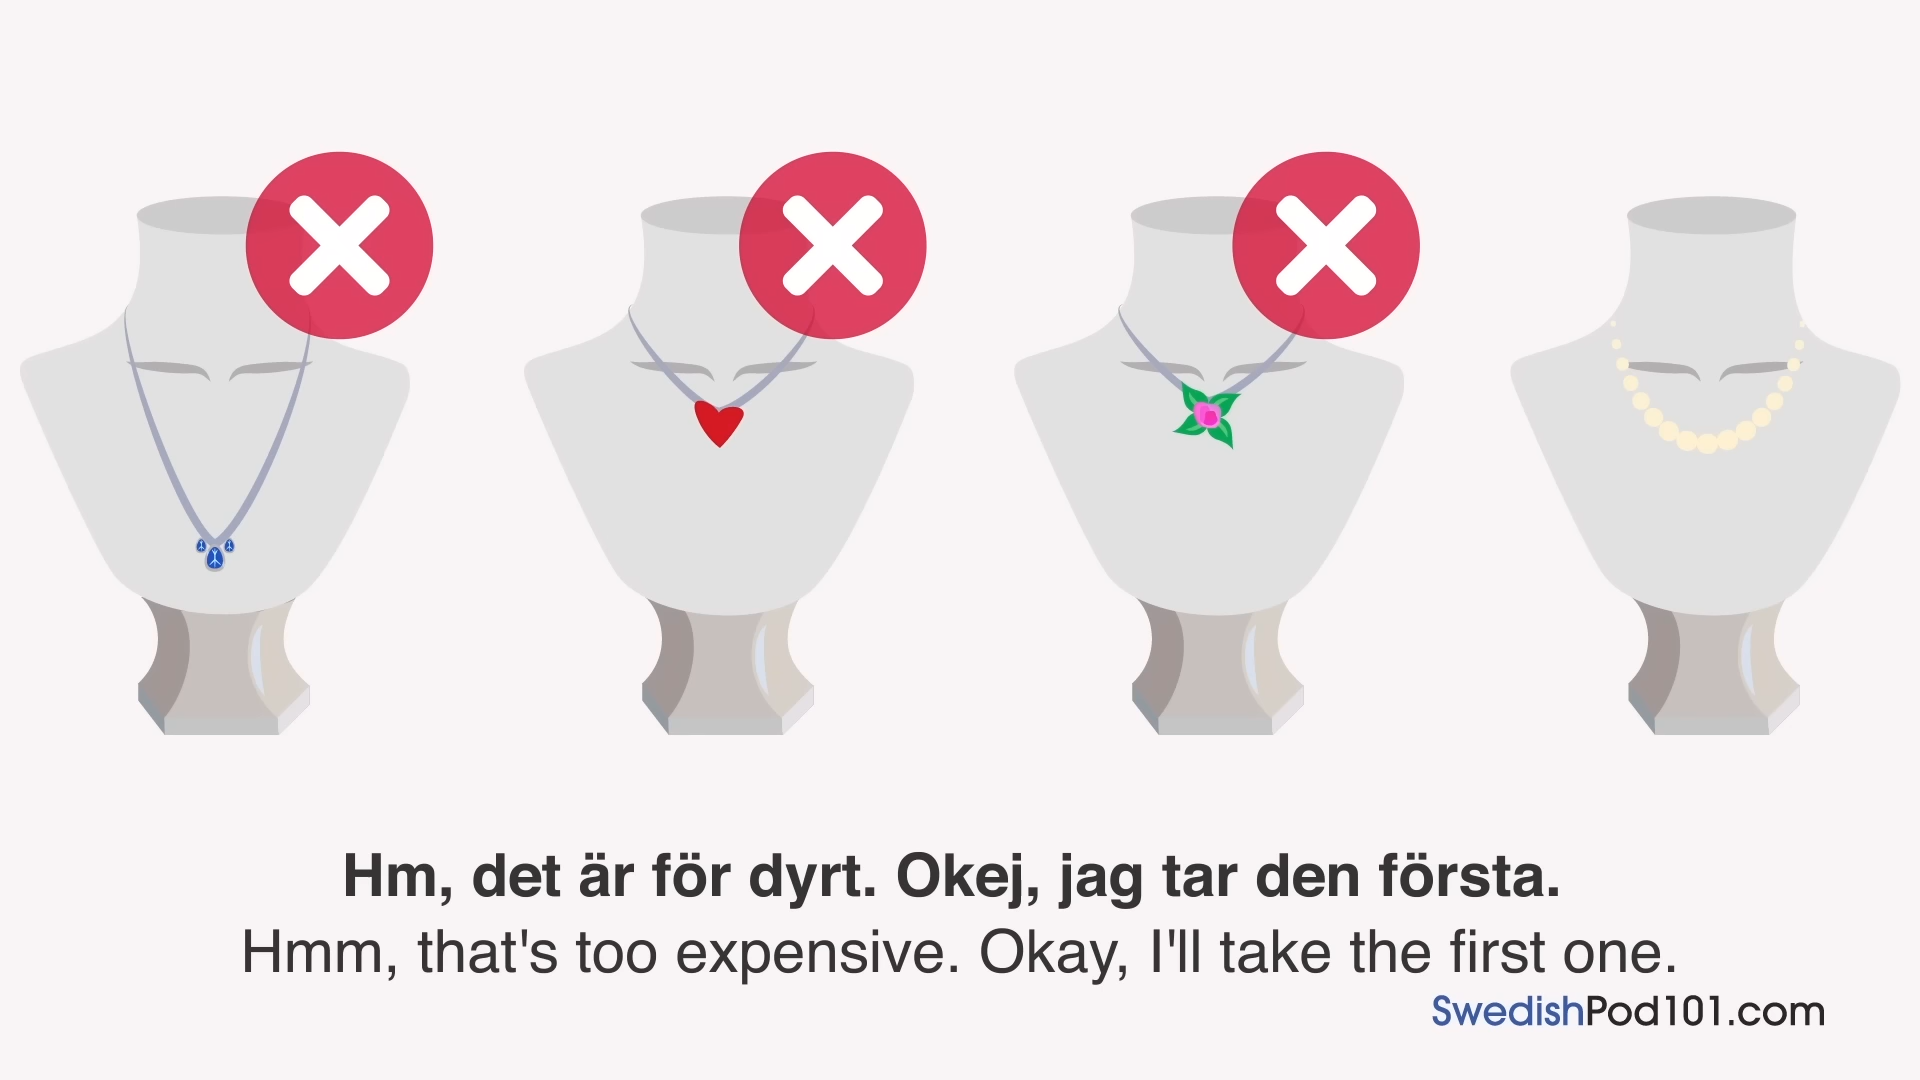 Hm, det är för dyrt. Okej, jag tar den första.
Hmm, that's too expensive. Okay, I'll take the first one.
SwedishPod101.com